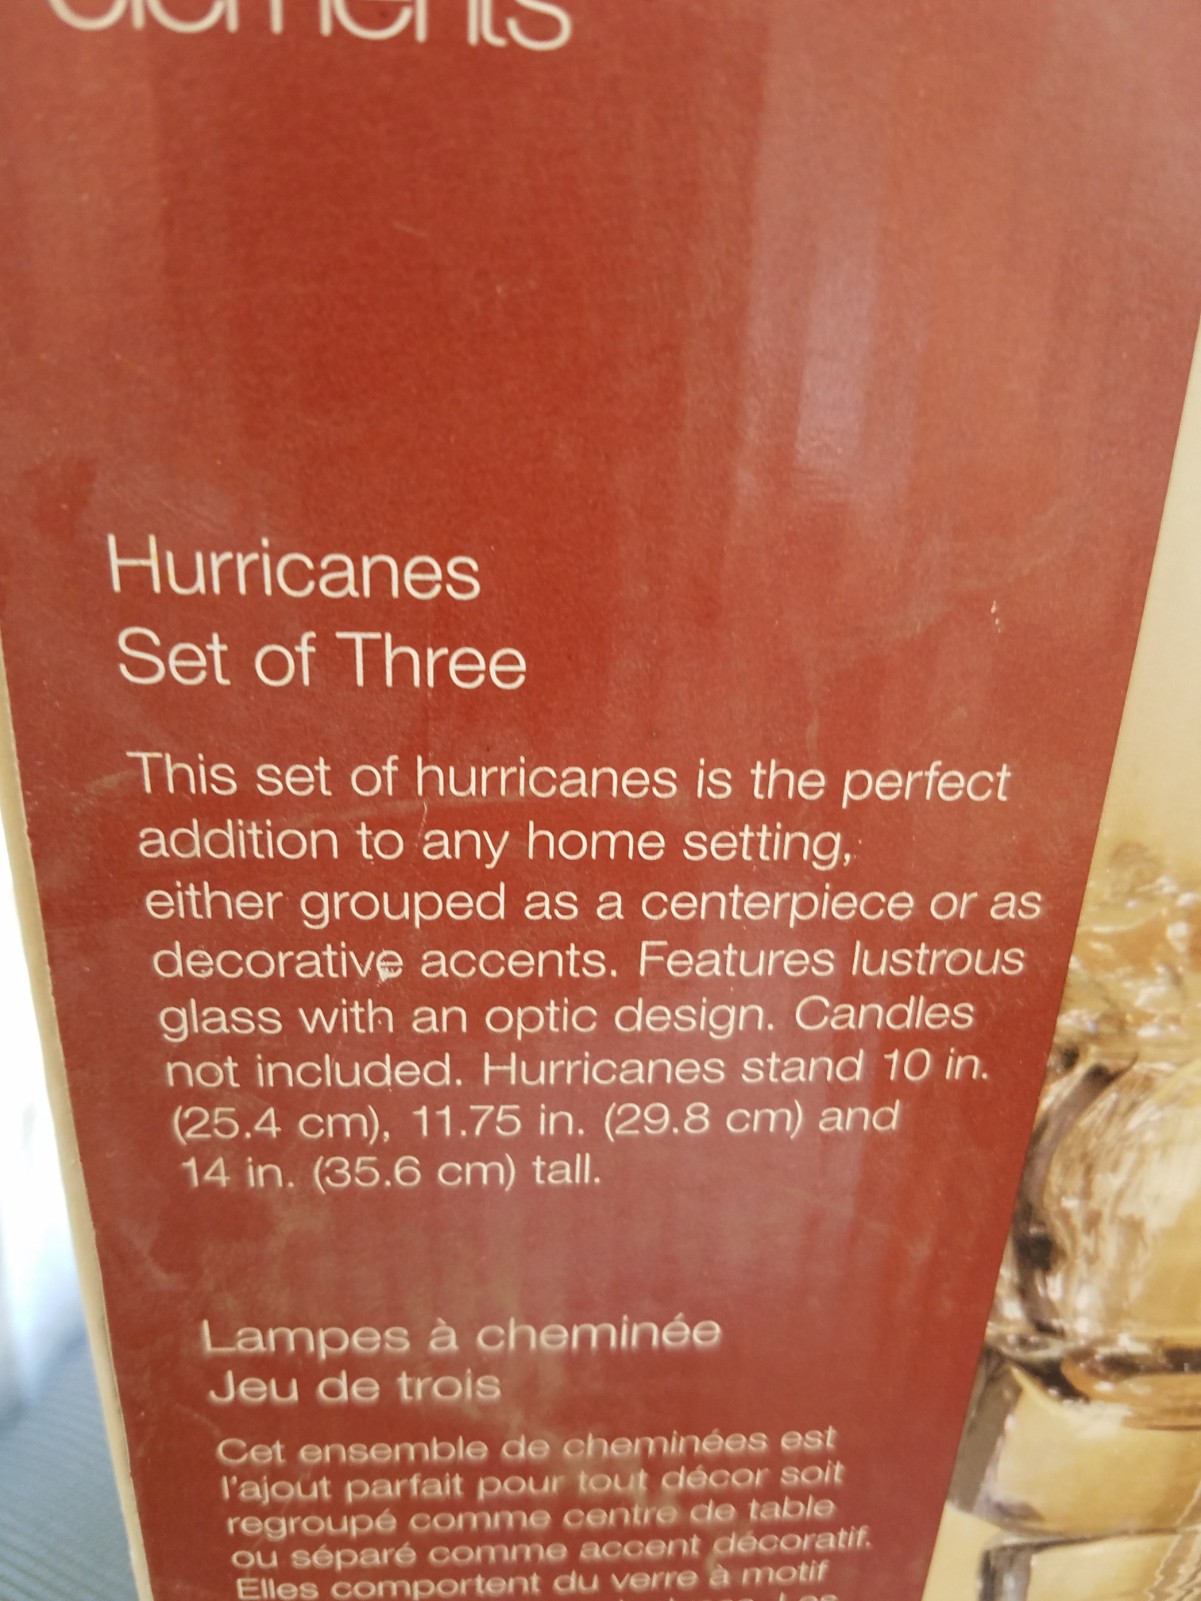 elements
Hurricanes
Set of Three
This set of hurricanes is the perfect
addition to any home setting,
either grouped as a centerpiece or as
decorative accents. Features lustrous
glass with an optic design. Candles
not included. Hurricanes stand 10 in.
(25.4 cm), 11.75 in. (29.8 cm) and
14 in. (35.6 cm) tall.
Lampes à cheminée
Jeu de trois
Cet ensemble de cheminées est
l'ajout parfait pour tout décor soit
regroupé comme centre de table
ou séparé comme accent décoratif.
Elles comportent du verre à motif